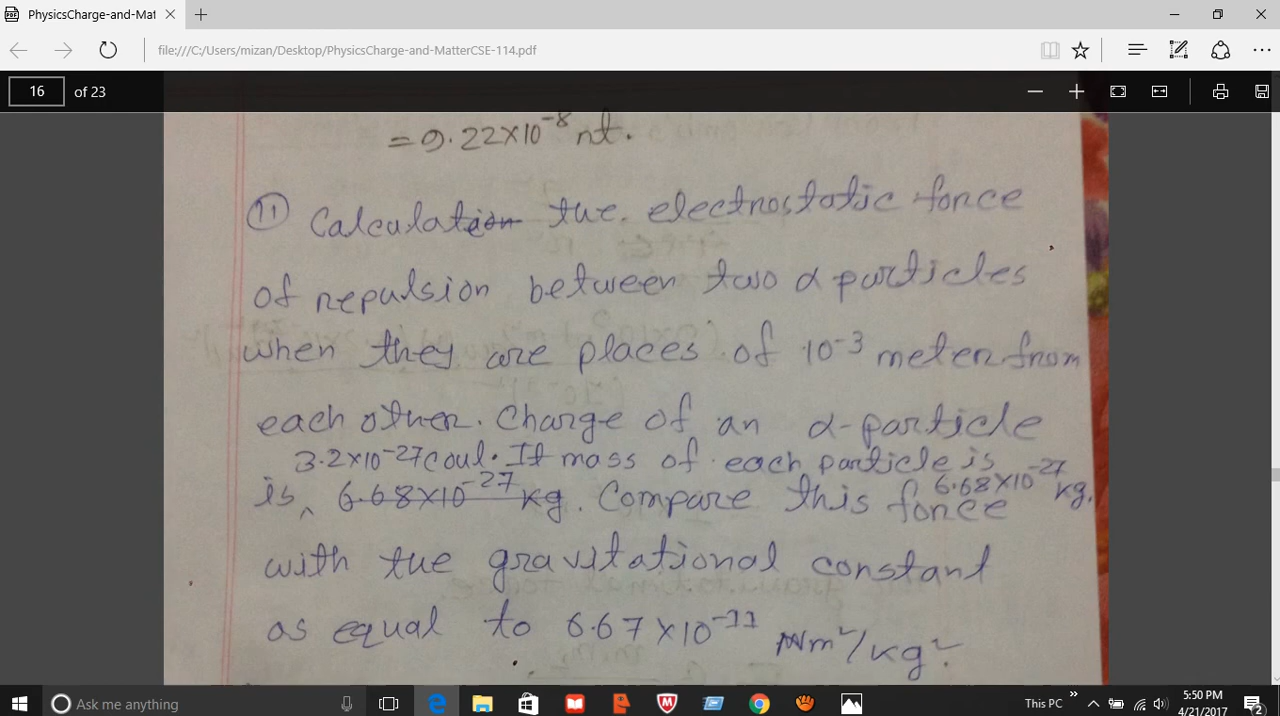 PhysicsCharge-and-Mat
file:///C:/Users/mizan/Desktop/PhysicsCharge-and-MatterCSE-114.pdf
16 of 23
=9.22×10⁻⁸ nt.
11 Calculation the. electrostatic force
of repulsion between two α particles
when they are places of 10⁻³ meter from
each other. Charge of an α-particle
3.2×10⁻²⁷coul. If mass of each particle is
6.68×10⁻²⁷ kg.
is ^ 6.68×10⁻²⁷ kg. Compare this force
with the gravitational constant
as equal to 6.67×10⁻¹¹ Nm²/kg².
Ask me anything
This PC
5:50 PM
4/21/2017
2